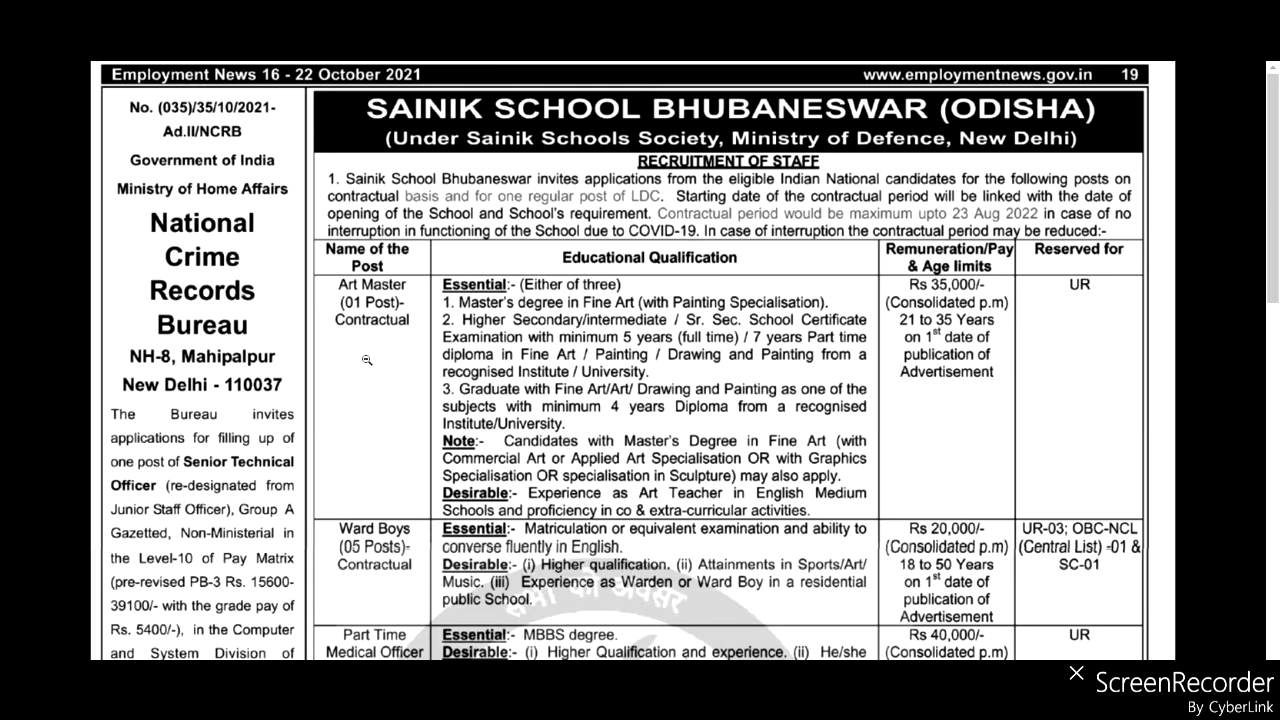 Employment News 16 - 22 October 2021
www.employmentnews.gov.in 19
No. (035)/35/10/2021-
Ad.II/NCRB
Government of India
Ministry of Home Affairs
National
Crime
Records
Bureau
NH-8, Mahipalpur
New Delhi - 110037
The Bureau invites
applications for filling up of
one post of Senior Technical
Officer (re-designated from
Junior Staff Officer), Group A
Gazetted, Non-Ministerial in
the Level-10 of Pay Matrix
(pre-revised PB-3 Rs. 15600-
39100/- with the grade pay of
Rs. 5400/-), in the Computer
and System Division of
SAINIK SCHOOL BHUBANESWAR (ODISHA)
(Under Sainik Schools Society, Ministry of Defence, New Delhi)
RECRUITMENT OF STAFF
1. Sainik School Bhubaneswar invites applications from the eligible Indian National candidates for the following posts on
contractual basis and for one regular post of LDC. Starting date of the contractual period will be linked with the date of
opening of the School and School's requirement. Contractual period would be maximum upto 23 Aug 2022 in case of no
interruption in functioning of the School due to COVID-19. In case of interruption the contractual period may be reduced:-
Name of the
Post
Educational Qualification
Remuneration/Pay
& Age limits
Reserved for
Art Master
(01 Post)-
Contractual
Essential:- (Either of three)
1. Master's degree in Fine Art (with Painting Specialisation).
2. Higher Secondary/intermediate / Sr. Sec. School Certificate
Examination with minimum 5 years (full time) / 7 years Part time
diploma in Fine Art / Painting / Drawing and Painting from a
recognised Institute / University.
3. Graduate with Fine Art/Art/ Drawing and Painting as one of the
subjects with minimum 4 years Diploma from a recognised
Institute/University.
Note:- Candidates with Master's Degree in Fine Art (with
Commercial Art or Applied Art Specialisation OR with Graphics
Specialisation OR specialisation in Sculpture) may also apply.
Desirable:- Experience as Art Teacher in English Medium
Schools and proficiency in co & extra-curricular activities.
Rs 35,000/-
(Consolidated p.m)
21 to 35 Years
on 1st date of
publication of
Advertisement
UR
Ward Boys
(05 Posts)-
Contractual
Essential:- Matriculation or equivalent examination and ability to
converse fluently in English.
Desirable:- (i) Higher qualification. (ii) Attainments in Sports/Art/
Music. (iii) Experience as Warden or Ward Boy in a residential
public School.
Rs 20,000/-
(Consolidated p.m)
18 to 50 Years
on 1st date of
publication of
Advertisement
UR-03; OBC-NCL
(Central List) -01 &
SC-01
Part Time
Medical Officer
Essential:- MBBS degree.
Desirable:- (i) Higher Qualification and experience. (ii) He/she
Rs 40,000/-
(Consolidated p.m)
UR
सभी को अवसर
ScreenRecorder
By CyberLink